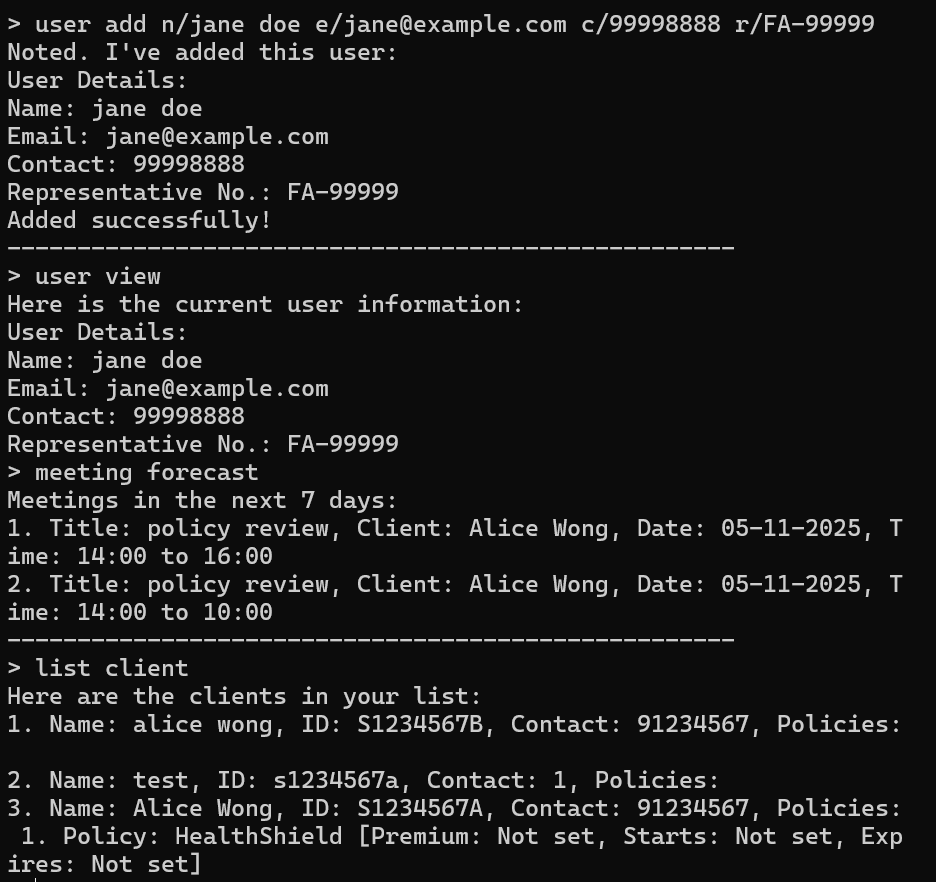 > user add n/jane doe e/jane@example.com c/99998888 r/FA-99999
Noted. I've added this user:
User Details:
Name: jane doe
Email: jane@example.com
Contact: 99998888
Representative No.: FA-99999
Added successfully!
----------------------------------------------------
> user view
Here is the current user information:
User Details:
Name: jane doe
Email: jane@example.com
Contact: 99998888
Representative No.: FA-99999
> meeting forecast
Meetings in the next 7 days:
1. Title: policy review, Client: Alice Wong, Date: 05-11-2025, T
ime: 14:00 to 16:00
2. Title: policy review, Client: Alice Wong, Date: 05-11-2025, T
ime: 14:00 to 10:00
----------------------------------------------------
> list client
Here are the clients in your list:
1. Name: alice wong, ID: S1234567B, Contact: 91234567, Policies:
2. Name: test, ID: s1234567a, Contact: 1, Policies:
3. Name: Alice Wong, ID: S1234567A, Contact: 91234567, Policies:
 1. Policy: HealthShield [Premium: Not set, Starts: Not set, Exp
ires: Not set]